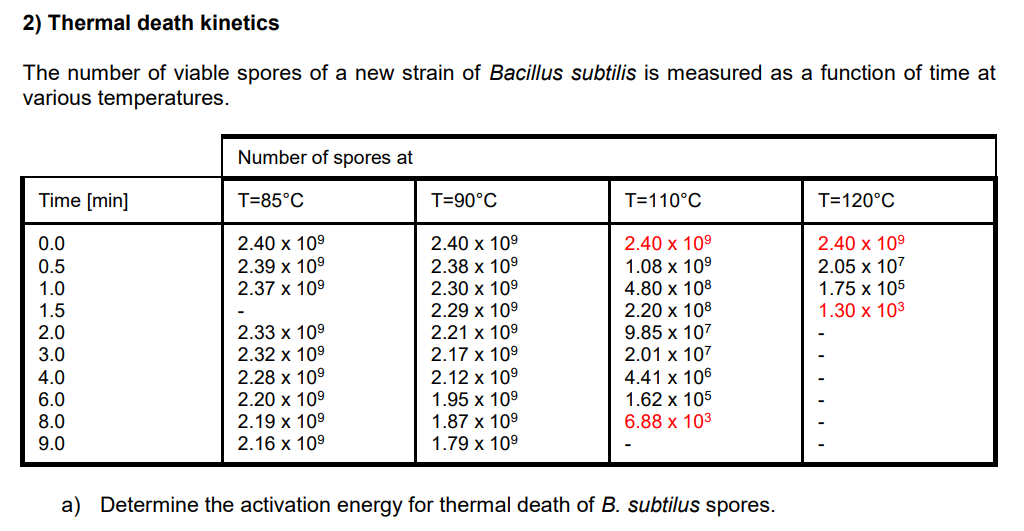 2) Thermal death kinetics
The number of viable spores of a new strain of Bacillus subtilis is measured as a function of time at
various temperatures.
Number of spores at
Time [min] T=85°C T=90°C T=110°C T=120°C
0.0 2.40 x 10⁹ 2.40 x 10⁹ 2.40 x 10⁹ 2.40 x 10⁹
0.5 2.39 x 10⁹ 2.38 x 10⁹ 1.08 x 10⁹ 2.05 x 10⁷
1.0 2.37 x 10⁹ 2.30 x 10⁹ 4.80 x 10⁸ 1.75 x 10⁵
1.5 - 2.29 x 10⁹ 2.20 x 10⁸ 1.30 x 10³
2.0 2.33 x 10⁹ 2.21 x 10⁹ 9.85 x 10⁷ -
3.0 2.32 x 10⁹ 2.17 x 10⁹ 2.01 x 10⁷ -
4.0 2.28 x 10⁹ 2.12 x 10⁹ 4.41 x 10⁶ -
6.0 2.20 x 10⁹ 1.95 x 10⁹ 1.62 x 10⁵ -
8.0 2.19 x 10⁹ 1.87 x 10⁹ 6.88 x 10³ -
9.0 2.16 x 10⁹ 1.79 x 10⁹ - -
a) Determine the activation energy for thermal death of B. subtilus spores.